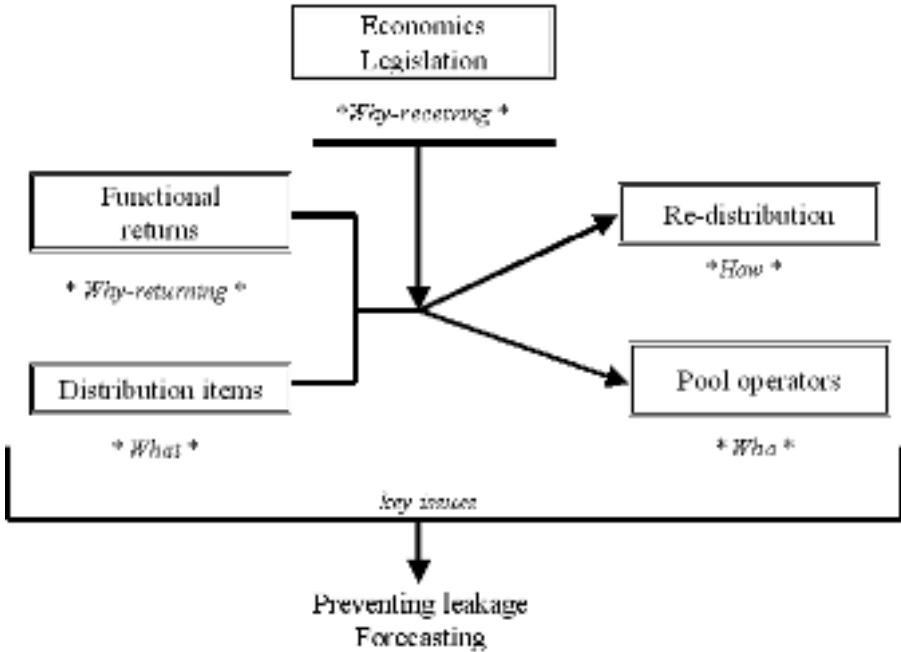 Economics
Legislation
*Why-receiving *
Functional
returns
* Why-returning *
Re-distribution
*How *
Distribution items
* What *
Pool operators
* Who *
key issues
Preventing leakage
Forecasting